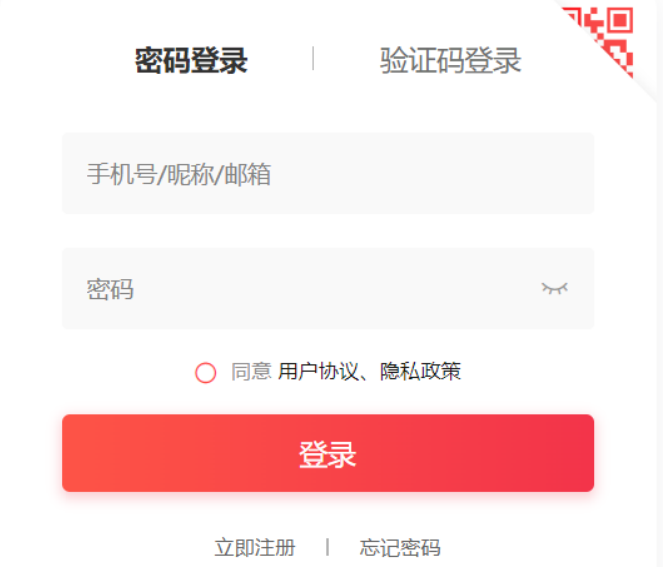 密码登录 | 验证码登录
手机号/昵称/邮箱
密码
同意 用户协议、隐私政策
登录
立即注册 | 忘记密码